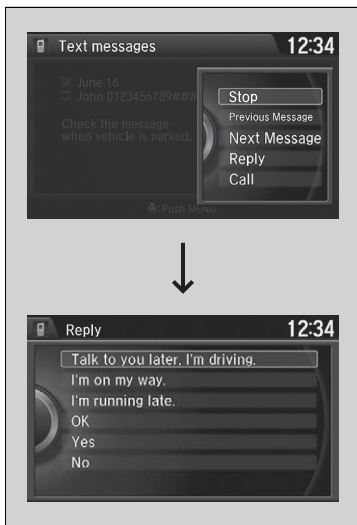 Text messages
12:34
June 16
John 0123456789###
Check the message
when vehicle is parked.
Stop
Previous Message
Next Message
Reply
Call
:Push MENU
Reply
12:34
Talk to you later, I'm driving.
I'm on my way.
I'm running late.
OK
Yes
No